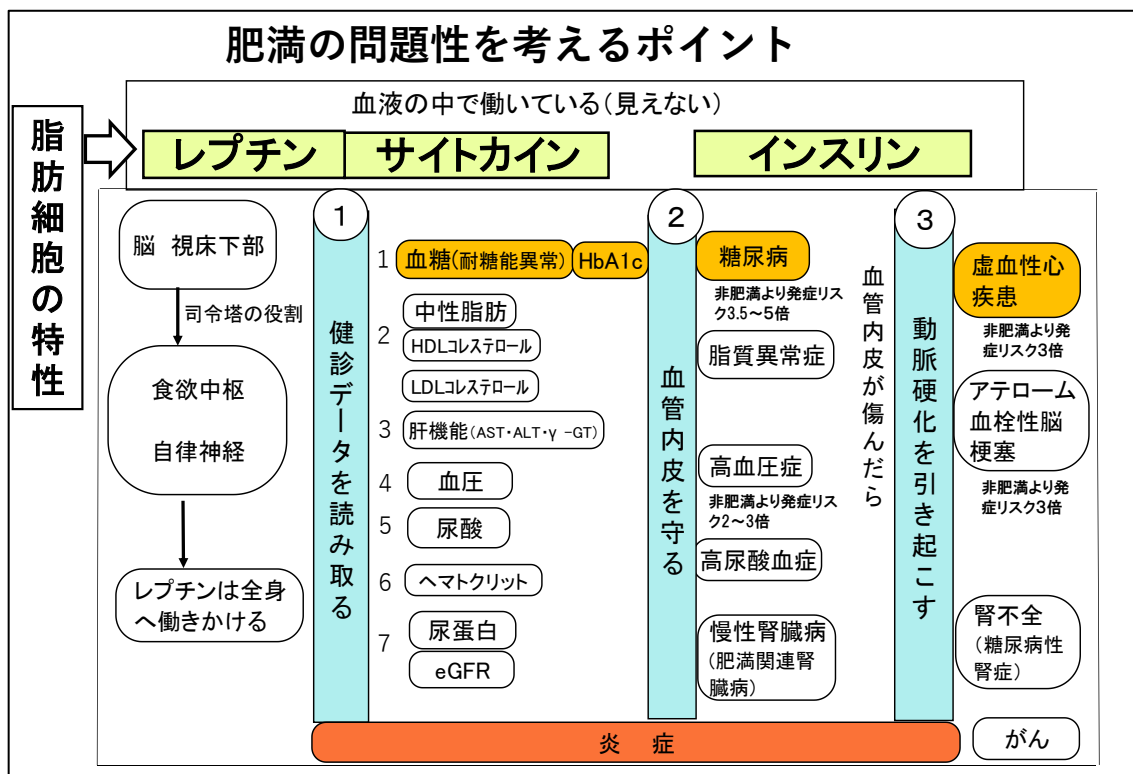 肥満の問題性を考えるポイント
脂肪細胞の特性
血液の中で働いている(見えない)
レプチン
サイトカイン
インスリン
脳 視床下部
司令塔の役割
食欲中枢
自律神経
レプチンは全身
へ働きかける
1
健診データを読み取る
1 血糖(耐糖能異常) HbA1c
2 中性脂肪
HDLコレステロール
LDLコレステロール
3 肝機能(AST・ALT・γ-GT)
4 血圧
5 尿酸
6 ヘマトクリット
7 尿蛋白
eGFR
2
血管内皮を守る
糖尿病
非肥満より発症リス
ク3.5~5倍
脂質異常症
高血圧症
非肥満より発症リス
ク2~3倍
高尿酸血症
慢性腎臓病
(肥満関連腎
臓病)
血管内皮が傷んだら
3
動脈硬化を引き起こす
虚血性心
疾患
非肥満より発
症リスク3倍
アテローム
血栓性脳
梗塞
非肥満より発
症リスク3倍
腎不全
(糖尿病性
腎症)
がん
炎 症